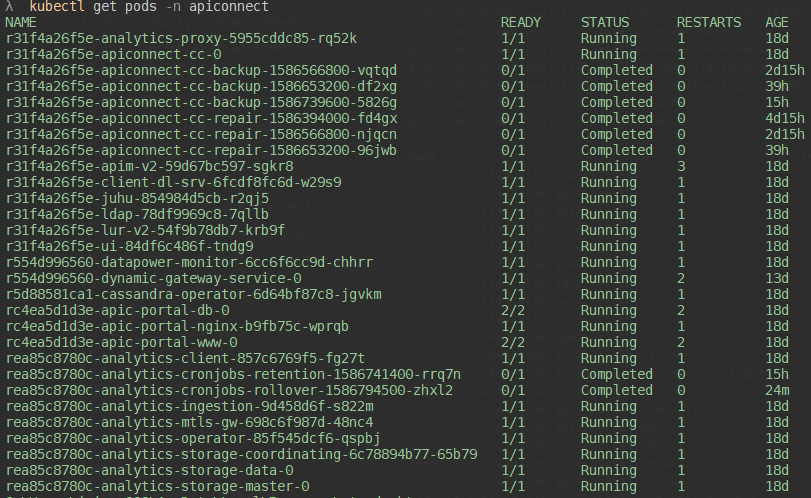 λ  kubectl get pods -n apiconnect
NAME READY STATUS RESTARTS AGE
r31f4a26f5e-analytics-proxy-5955cddc85-rq52k 1/1 Running 1 18d
r31f4a26f5e-apiconnect-cc-0 1/1 Running 1 18d
r31f4a26f5e-apiconnect-cc-backup-1586566800-vqtqd 0/1 Completed 0 2d15h
r31f4a26f5e-apiconnect-cc-backup-1586653200-df2xg 0/1 Completed 0 39h
r31f4a26f5e-apiconnect-cc-backup-1586739600-5826g 0/1 Completed 0 15h
r31f4a26f5e-apiconnect-cc-repair-1586394000-fd4gx 0/1 Completed 0 4d15h
r31f4a26f5e-apiconnect-cc-repair-1586566800-njqcn 0/1 Completed 0 2d15h
r31f4a26f5e-apiconnect-cc-repair-1586653200-96jwb 0/1 Completed 0 39h
r31f4a26f5e-apim-v2-59d67bc597-sgkr8 1/1 Running 3 18d
r31f4a26f5e-client-dl-srv-6fcdf8fc6d-w29s9 1/1 Running 1 18d
r31f4a26f5e-juhu-854984d5cb-r2qj5 1/1 Running 1 18d
r31f4a26f5e-ldap-78df9969c8-7qllb 1/1 Running 1 18d
r31f4a26f5e-lur-v2-54f9b78db7-krb9f 1/1 Running 1 18d
r31f4a26f5e-ui-84df6c486f-tndg9 1/1 Running 1 18d
r554d996560-datapower-monitor-6cc6f6cc9d-chhrr 1/1 Running 1 18d
r554d996560-dynamic-gateway-service-0 1/1 Running 2 13d
r5d88581ca1-cassandra-operator-6d64bf87c8-jgvkm 1/1 Running 1 18d
rc4ea5d1d3e-apic-portal-db-0 2/2 Running 2 18d
rc4ea5d1d3e-apic-portal-nginx-b9fb75c-wprqb 1/1 Running 1 18d
rc4ea5d1d3e-apic-portal-www-0 2/2 Running 2 18d
rea85c8780c-analytics-client-857c6769f5-fg27t 1/1 Running 1 18d
rea85c8780c-analytics-cronjobs-retention-1586741400-rrq7n 0/1 Completed 0 15h
rea85c8780c-analytics-cronjobs-rollover-1586794500-zhxl2 0/1 Completed 0 24m
rea85c8780c-analytics-ingestion-9d458d6f-s822m 1/1 Running 1 18d
rea85c8780c-analytics-mtls-gw-698c6f987d-48nc4 1/1 Running 1 18d
rea85c8780c-analytics-operator-85f545dcf6-qspbj 1/1 Running 1 18d
rea85c8780c-analytics-storage-coordinating-6c78894b77-65b79 1/1 Running 1 18d
rea85c8780c-analytics-storage-data-0 1/1 Running 1 18d
rea85c8780c-analytics-storage-master-0 1/1 Running 1 18d